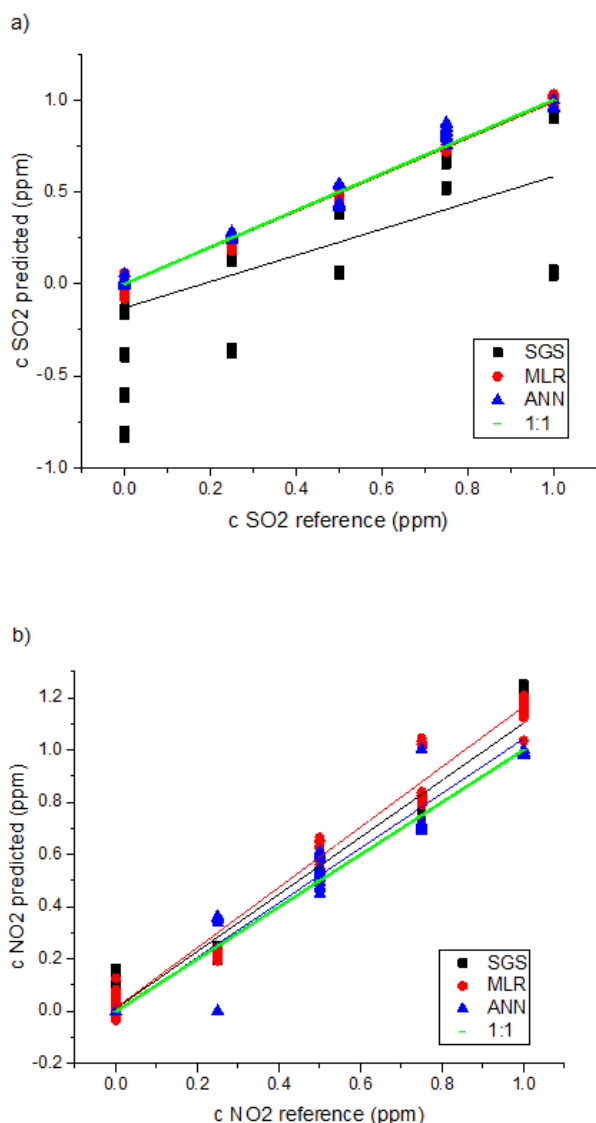 a)
1.0
0.5
0.0
-0.5
-1.0
c SO2 predicted (ppm)
SGS
MLR
ANN
1:1
0.0 0.2 0.4 0.6 0.8 1.0
c SO2 reference (ppm)
b)
1.2
1.0
0.8
0.6
0.4
0.2
0.0
-0.2
c NO2 predicted (ppm)
SGS
MLR
ANN
1:1
0.0 0.2 0.4 0.6 0.8 1.0
c NO2 reference (ppm)